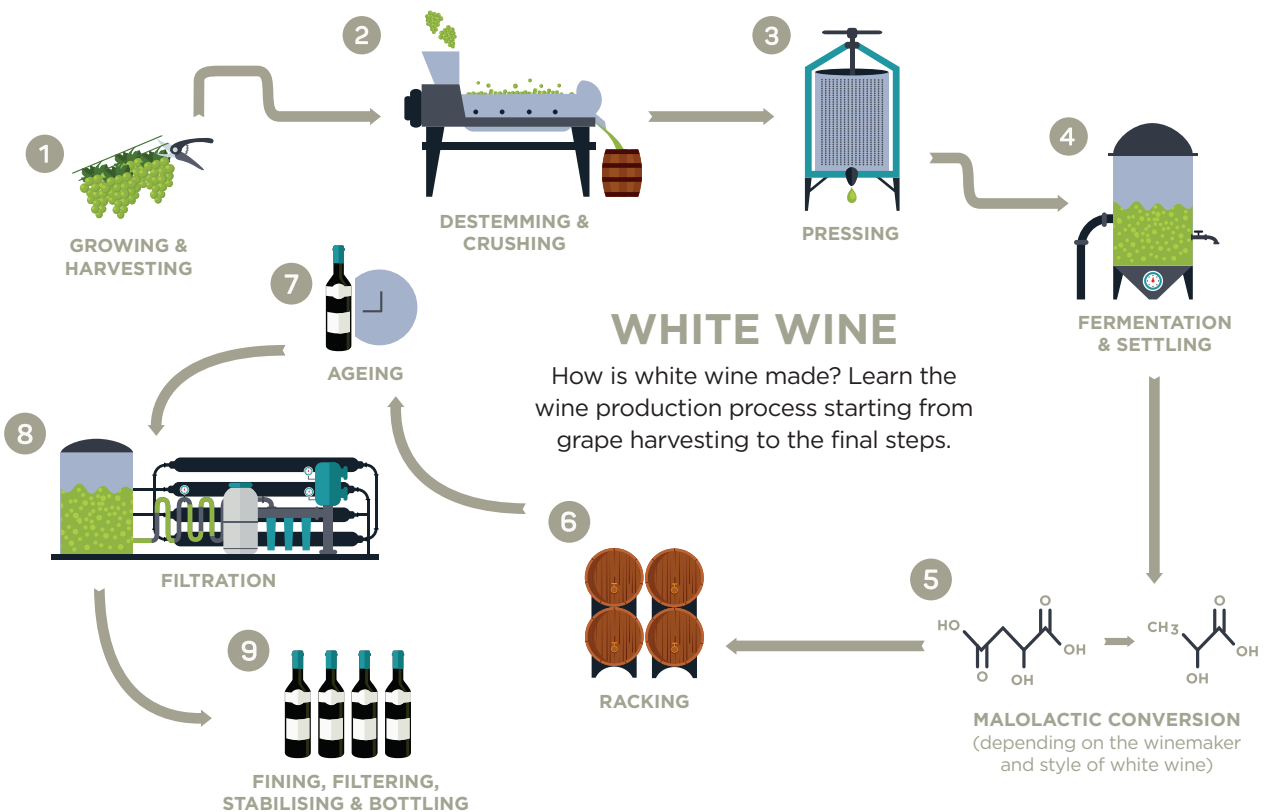 1
GROWING &
HARVESTING
2
DESTEMMING &
CRUSHING
3
PRESSING
4
FERMENTATION
& SETTLING
WHITE WINE
How is white wine made? Learn the
wine production process starting from
grape harvesting to the final steps.
5
HO
O
OH
O
OH
CH3
O
OH
OH
MALOLACTIC CONVERSION
(depending on the winemaker
and style of white wine)
6
RACKING
7
AGEING
8
FILTRATION
9
FINING, FILTERING,
STABILISING & BOTTLING